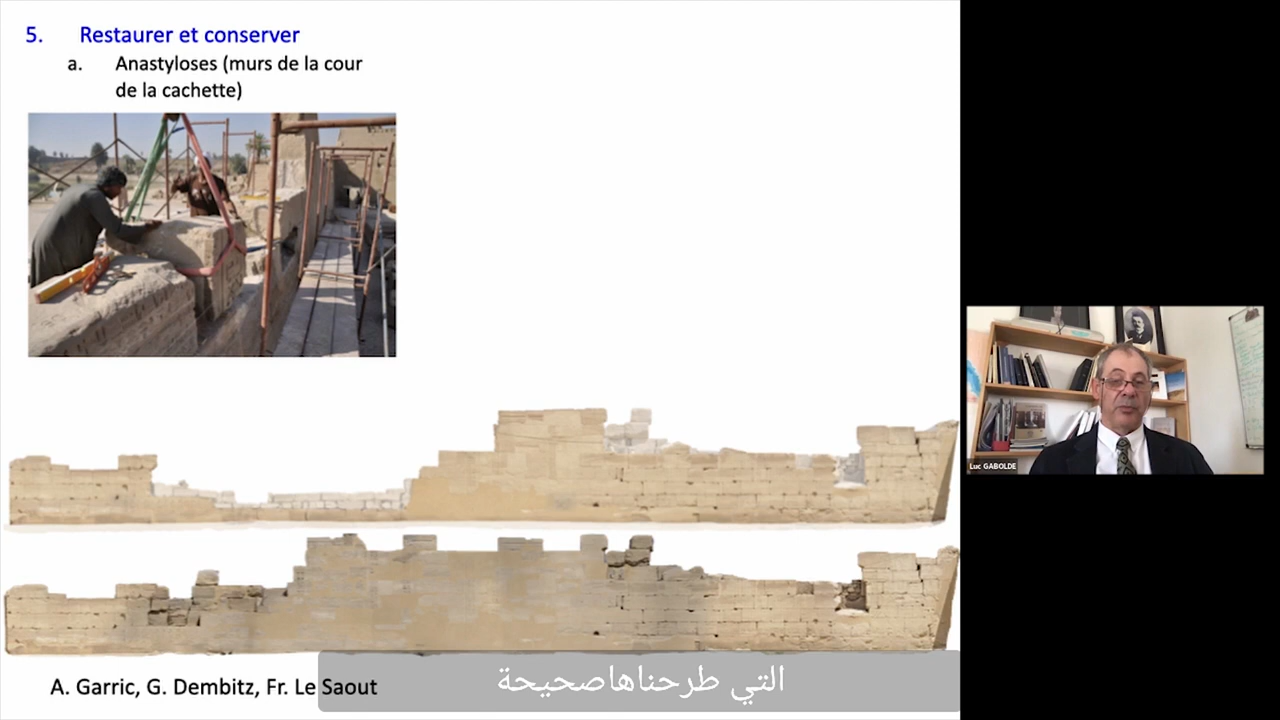 5. Restaurer et conserver
a. Anastyloses (murs de la cour
de la cachette)
Luc GABOLDE
A. Garric, G. Dembitz, Fr. Le Saout
التي طرحناهاصحيحة